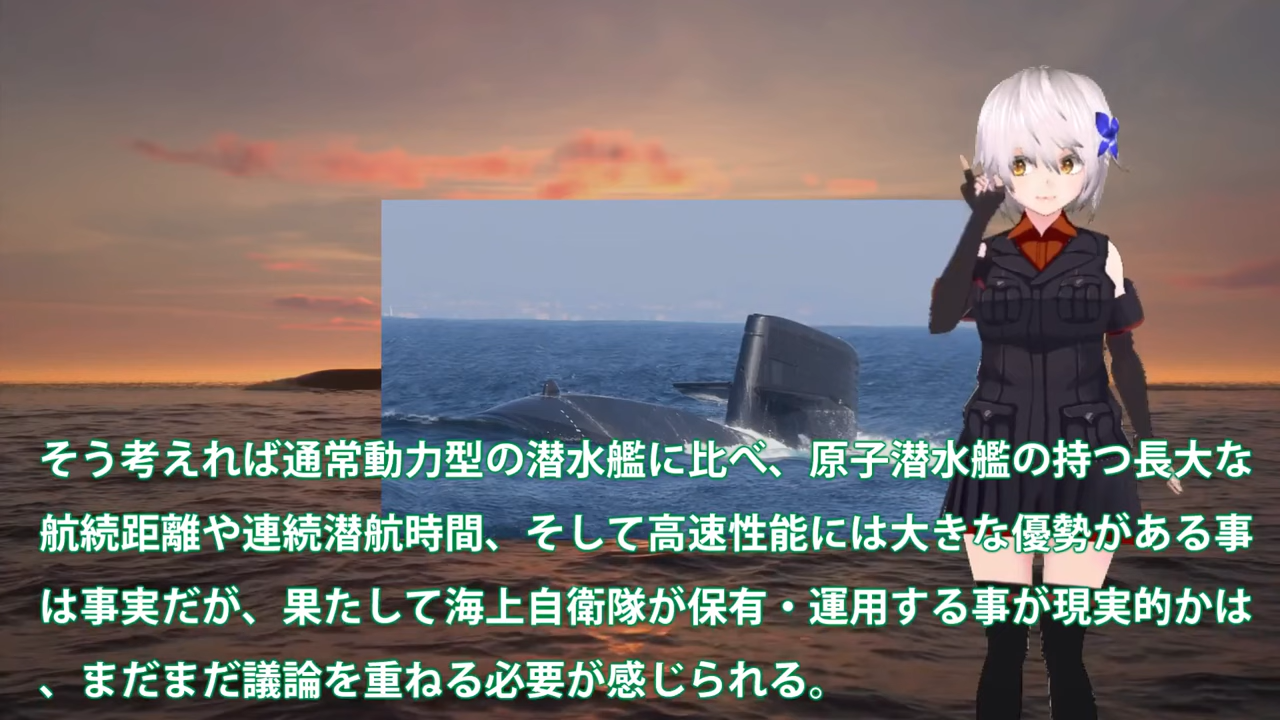 そう考えれば通常動力型の潜水艦に比べ、原子潜水艦の持つ長大な
航続距離や連続潜航時間、そして高速性能には大きな優勢がある事
は事実だが、果たして海上自衛隊が保有・運用する事が現実的かは
、まだまだ議論を重ねる必要が感じられる。